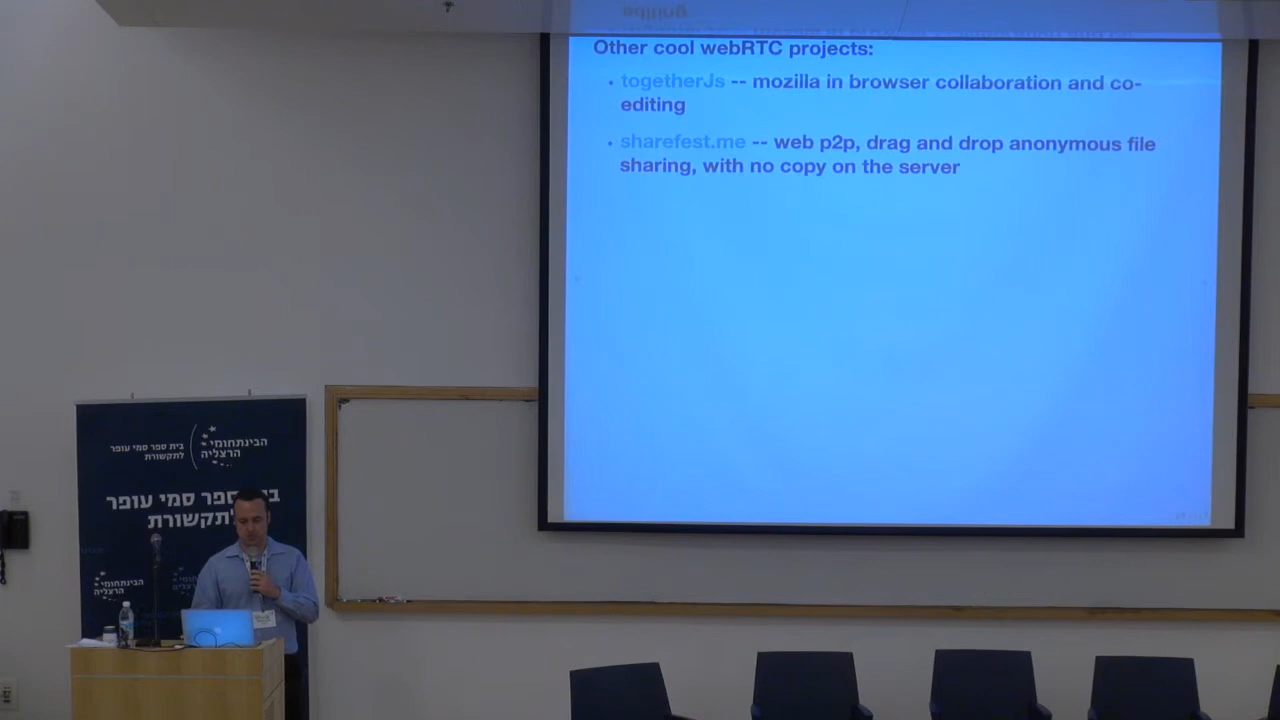 Other cool webRTC projects:
• togetherJs -- mozilla in browser collaboration and co-
editing
• sharefest.me -- web p2p, drag and drop anonymous file
sharing, with no copy on the server
הבינתחומי
הרצליה
בית ספר סמי עופר
לתקשורת
ספר סמי עופר
לתקשורת
הבינתחומי
הרצליה